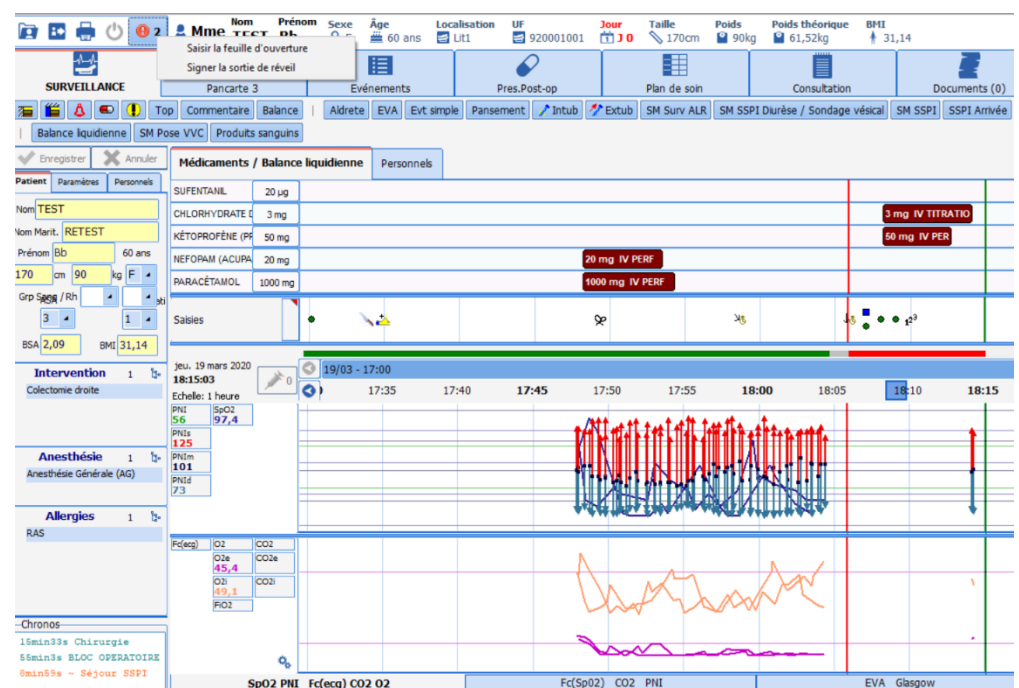 2 Mme Nom Prénom Sexe Âge Localisation UF Jour Taille Poids Poids théorique BMI
60 ans Lit1 920001001 J 0 170cm 90kg 61,52kg 31,14
Saisir la feuille d'ouverture
Signer la sortie de réveil
SURVEILLANCE Pancarte 3 Evénements Pres.Post-op Plan de soin Consultation Documents (0)
Top Commentaire Balance | Aldrete EVA Evt simple Pansement Intub Extub SM Surv ALR SM SSPI Diurèse / Sondage vésical SM SSPI SSPI Arrivée
| Balance liquidienne SM Pose VVC Produits sanguins
Enregistrer Annuler
Médicaments / Balance liquidienne Personnels
Patient Paramètres Personnels
Nom TEST
Nom Marit. RETEST
Prénom Bb 60 ans
170 cm 90 kg F
Grp Sang / Rh
ASA
3 1
BSA 2,09 BMI 31,14
SUFENTANIL 20 µg
CHLORHYDRATE D 3 mg 3 mg IV TITRATIO
KÉTOPROFÈNE (PR 50 mg 50 mg IV PER
NEFOPAM (ACUPA 20 mg 20 mg IV PERF
PARACÉTAMOL 1000 mg 1000 mg IV PERF
Saisies
Intervention 1
Colectomie droite
Anesthésie 1
Anesthésie Générale (AG)
Allergies 1
RAS
jeu. 19 mars 2020
18:15:03
Echelle: 1 heure
0
19/03 - 17:00
17:35 17:40 17:45 17:50 17:55 18:00 18:05 18:10 18:15
PNI SpO2
56 97,4
PNIs
125
PNIm
101
PNId
73
Fc(ecg) O2 CO2
O2e CO2e
45,4
O2i CO2i
49,1
FiO2
Chronos
15min33s Chirurgie
55min3s BLOC OPERATOIRE
8min59s ~ Séjour SSPI
SpO2 PNI Fc(ecg) CO2 O2 Fc(Sp02) CO2 PNI EVA Glasgow